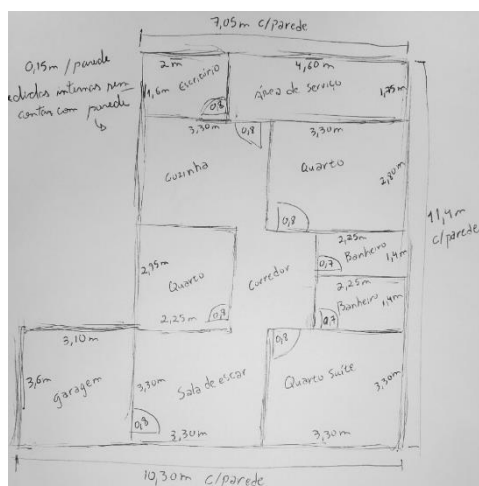 7,05m c/parede
0,15m / parede
medidas internas sem
contar com parede
2m
1,6m Escritório
0,8
4,60m
Área de Serviço
1,75m
3,30m
0,8
3,30m
Cozinha
Quarto
2,80m
0,8
11,4m
c/parede
2,25m
0,7
Banheiro
1,4m
2,95m
Quarto
Corredor
2,25m
Banheiro
1,4m
2,25m
0,7
0,7
3,10m
0,8
3,6m
Garagem
3,30m
Sala de estar
Quarto Suíte
3,30m
0,8
3,30m
3,30m
10,30m c/parede